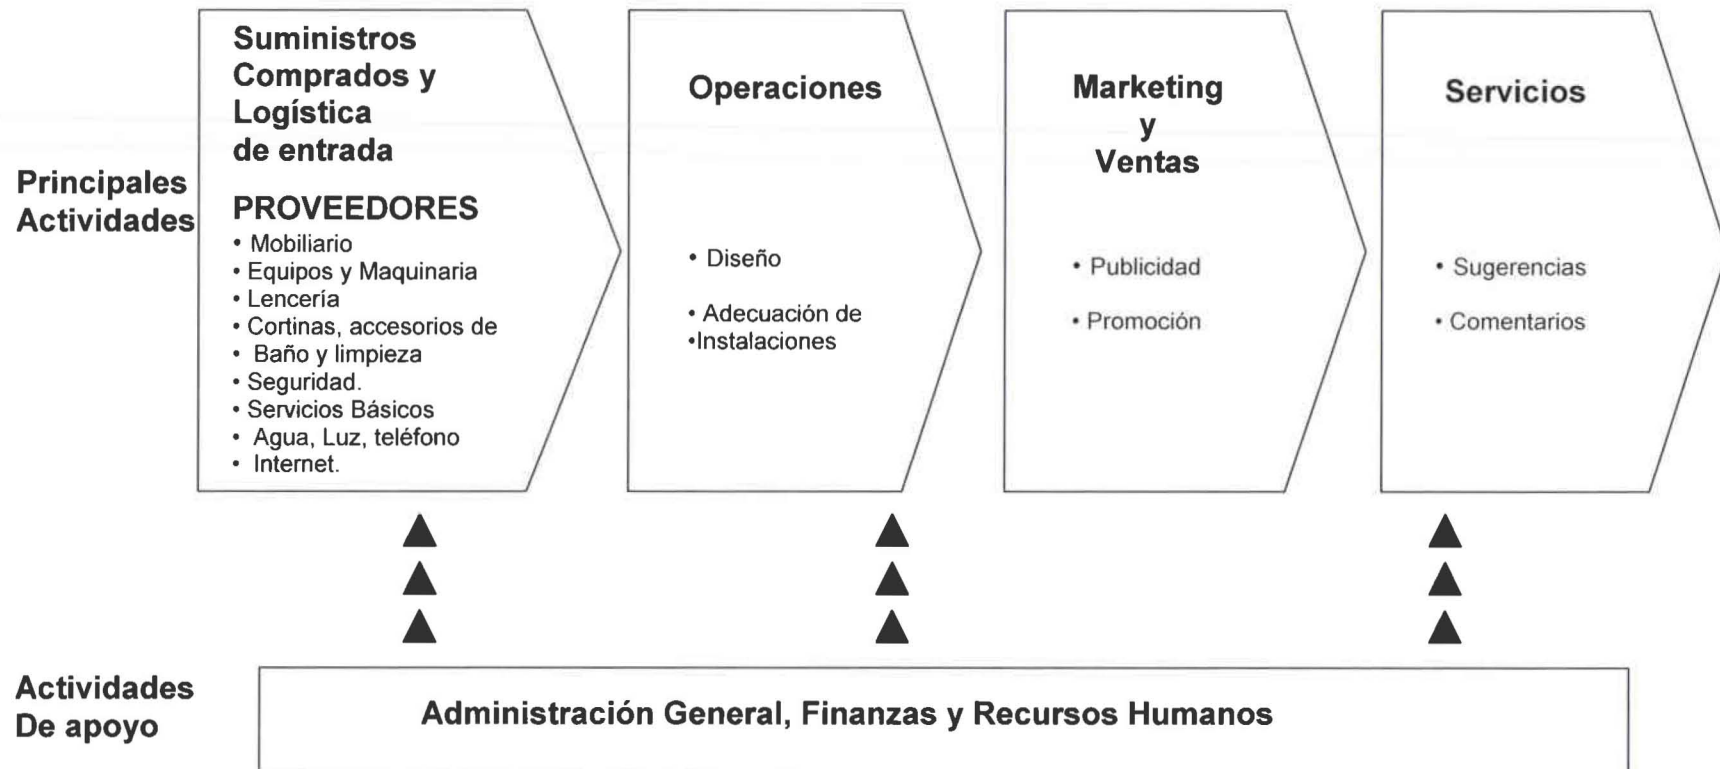 Principales
Actividades
Suministros
Comprados y
Logística
de entrada
PROVEEDORES
• Mobiliario
• Equipos y Maquinaria
• Lencería
• Cortinas, accesorios de
• Baño y limpieza
• Seguridad.
• Servicios Básicos
• Agua, Luz, teléfono
• Internet.
Operaciones
• Diseño
• Adecuación de
•Instalaciones
Marketing
y
Ventas
• Publicidad
• Promoción
Servicios
• Sugerencias
• Comentarios
Actividades
De apoyo
Administración General, Finanzas y Recursos Humanos